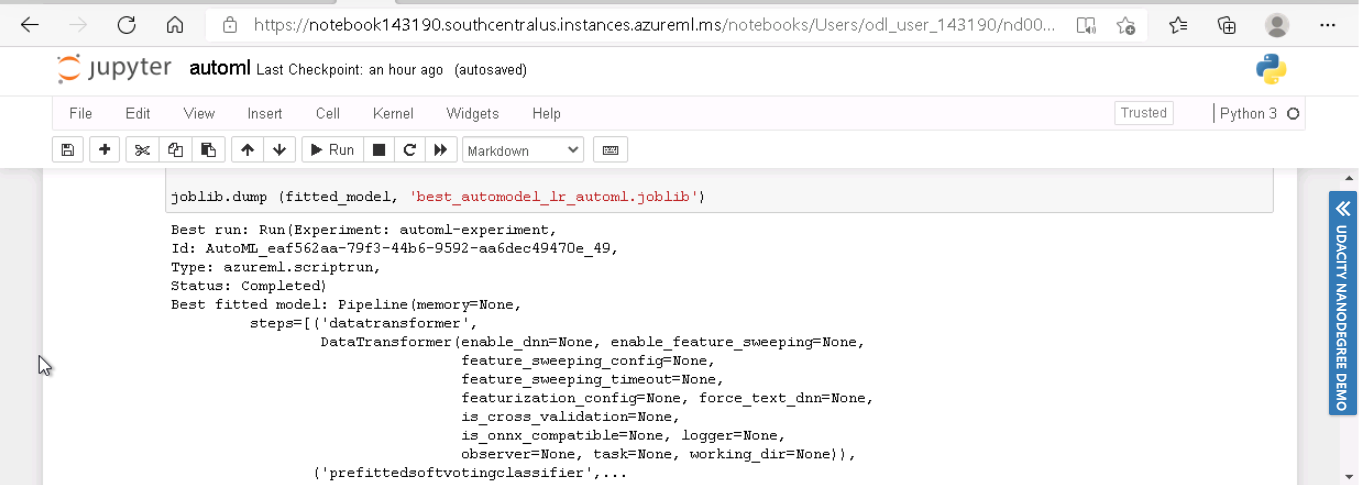 https://notebook143190.southcentralus.instances.azureml.ms/notebooks/Users/odl_user_143190/nd00...
jupyter automl Last Checkpoint: an hour ago (autosaved)
File Edit View Insert Cell Kernel Widgets Help Trusted Python 3
Run Markdown
joblib.dump (fitted_model, 'best_automodel_lr_automl.joblib')
Best run: Run(Experiment: automl-experiment,
Id: AutoML_eaf562aa-79f3-44b6-9592-aa6dec49470e_49,
Type: azureml.scriptrun,
Status: Completed)
Best fitted model: Pipeline(memory=None,
steps=[('datatransformer',
DataTransformer(enable_dnn=None, enable_feature_sweeping=None,
feature_sweeping_config=None,
feature_sweeping_timeout=None,
featurization_config=None, force_text_dnn=None,
is_cross_validation=None,
is_onnx_compatible=None, logger=None,
observer=None, task=None, working_dir=None)),
('prefittedsoftvotingclassifier',...
UDACITY NANODEGREE DEMO